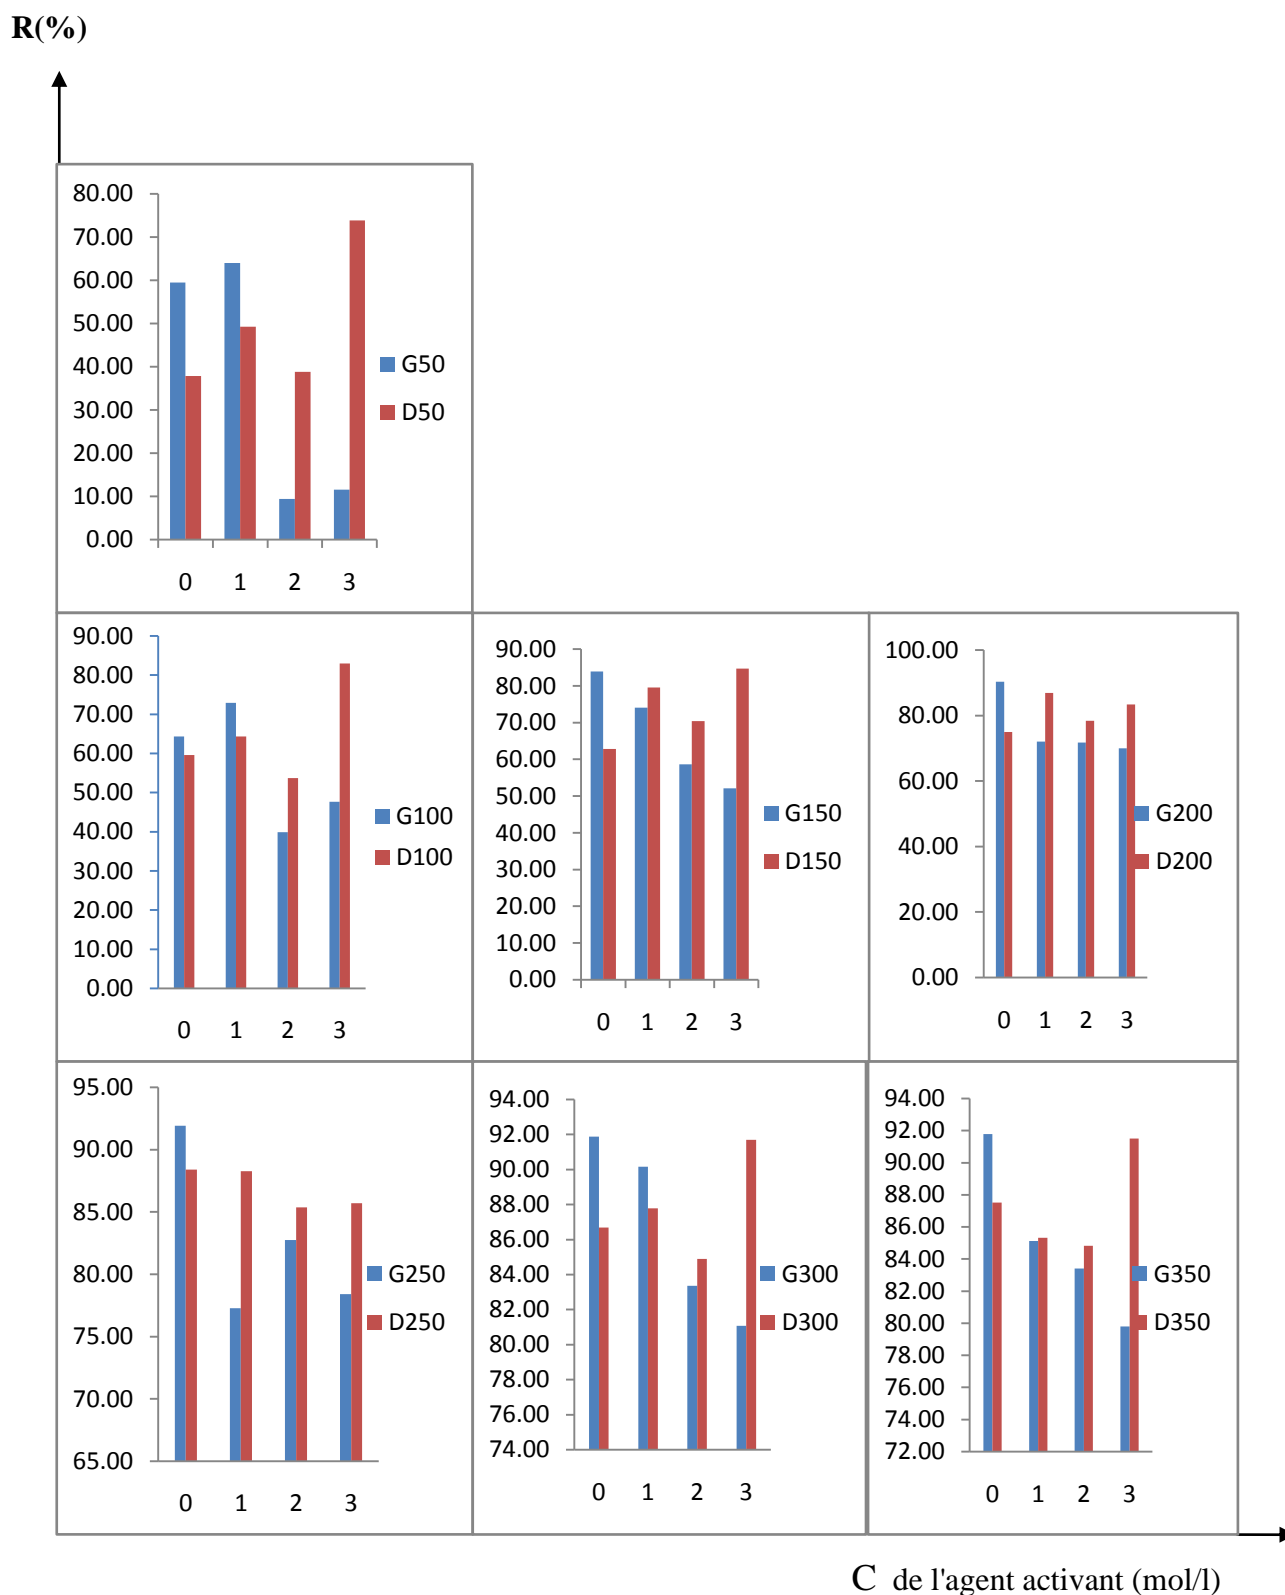 R(%)
80.00
70.00
60.00
50.00
40.00
30.00
20.00
10.00
0.00
0 1 2 3
G50
D50
90.00
80.00
70.00
60.00
50.00
40.00
30.00
20.00
10.00
0.00
0 1 2 3
G100
D100
90.00
80.00
70.00
60.00
50.00
40.00
30.00
20.00
10.00
0.00
0 1 2 3
G150
D150
100.00
80.00
60.00
40.00
20.00
0.00
0 1 2 3
G200
D200
95.00
90.00
85.00
80.00
75.00
70.00
65.00
0 1 2 3
G250
D250
94.00
92.00
90.00
88.00
86.00
84.00
82.00
80.00
78.00
76.00
74.00
0 1 2 3
G300
D300
94.00
92.00
90.00
88.00
86.00
84.00
82.00
80.00
78.00
76.00
74.00
72.00
0 1 2 3
G350
D350
C de l'agent activant (mol/l)